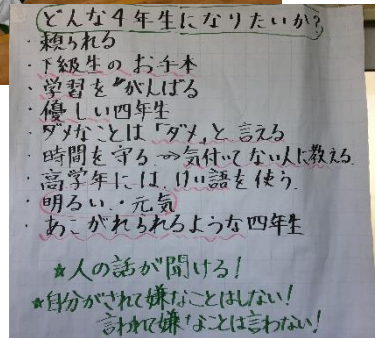 どんな4年生になりたいか?
・頼られる
・下級生のお手本
・学習をがんばる
・優しい四年生
・ダメなことは「ダメ」と言える
・時間を守る→気付いてない人に教える
・高学年には、けい語を使う
・明るい・元気
・あこがれられるような四年生
★人の話が聞ける!
★自分がされて嫌なことはしない!
言われて嫌なことは言わない!